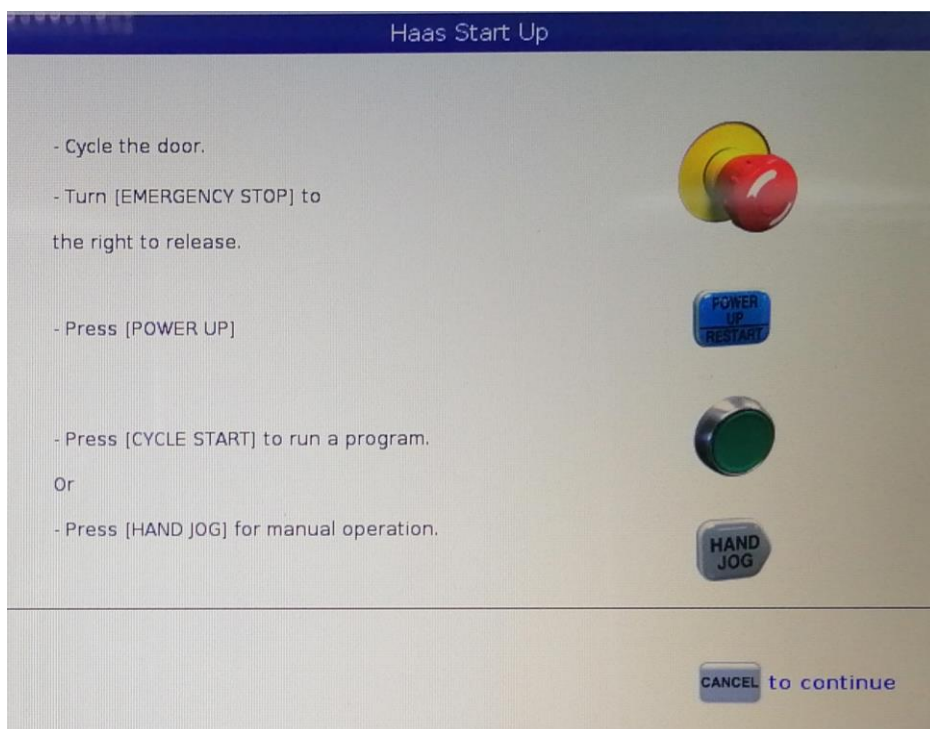 Haas Start Up
- Cycle the door.
- Turn [EMERGENCY STOP] to
the right to release.
- Press [POWER UP]
POWER
UP
RESTART
- Press [CYCLE START] to run a program.
Or
- Press [HAND JOG] for manual operation.
HAND
JOG
CANCEL to continue